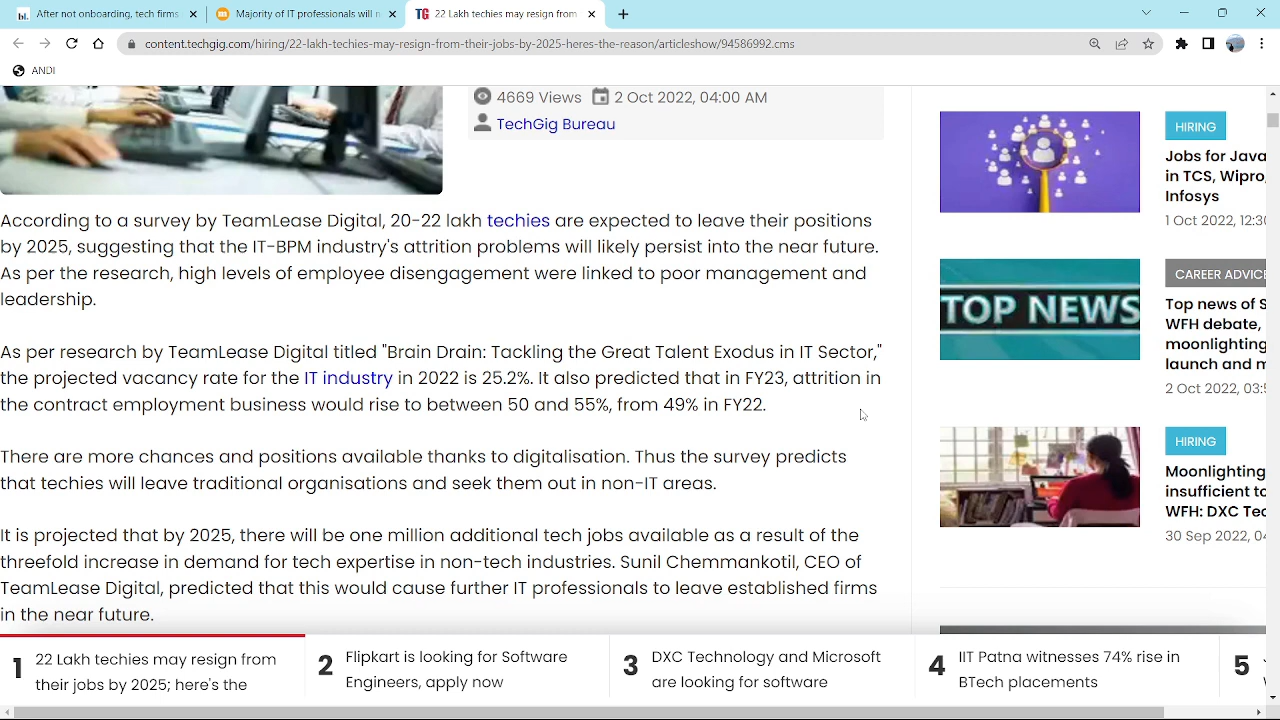 After not onboarding, tech firms
Majority of IT professionals will n
22 Lakh techies may resign from
content.techgig.com/hiring/22-lakh-techies-may-resign-from-their-jobs-by-2025-heres-the-reason/articleshow/94586992.cms
ANDI
4669 Views 2 Oct 2022, 04:00 AM
TechGig Bureau
According to a survey by TeamLease Digital, 20-22 lakh techies are expected to leave their positions
by 2025, suggesting that the IT-BPM industry's attrition problems will likely persist into the near future.
As per the research, high levels of employee disengagement were linked to poor management and
leadership.
As per research by TeamLease Digital titled "Brain Drain: Tackling the Great Talent Exodus in IT Sector,"
the projected vacancy rate for the IT industry in 2022 is 25.2%. It also predicted that in FY23, attrition in
the contract employment business would rise to between 50 and 55%, from 49% in FY22.
There are more chances and positions available thanks to digitalisation. Thus the survey predicts
that techies will leave traditional organisations and seek them out in non-IT areas.
It is projected that by 2025, there will be one million additional tech jobs available as a result of the
threefold increase in demand for tech expertise in non-tech industries. Sunil Chemmankotil, CEO of
TeamLease Digital, predicted that this would cause further IT professionals to leave established firms
in the near future.
HIRING
Jobs for Java
in TCS, Wipro,
Infosys
1 Oct 2022, 12:30
TOP NEWS
CAREER ADVICE
Top news of S
WFH debate,
moonlighting
launch and m
2 Oct 2022, 03:5
HIRING
Moonlighting
insufficient to
WFH: DXC Tec
30 Sep 2022, 04
1 22 Lakh techies may resign from
their jobs by 2025; here's the
2 Flipkart is looking for Software
Engineers, apply now
3 DXC Technology and Microsoft
are looking for software
4 IIT Patna witnesses 74% rise in
BTech placements
5